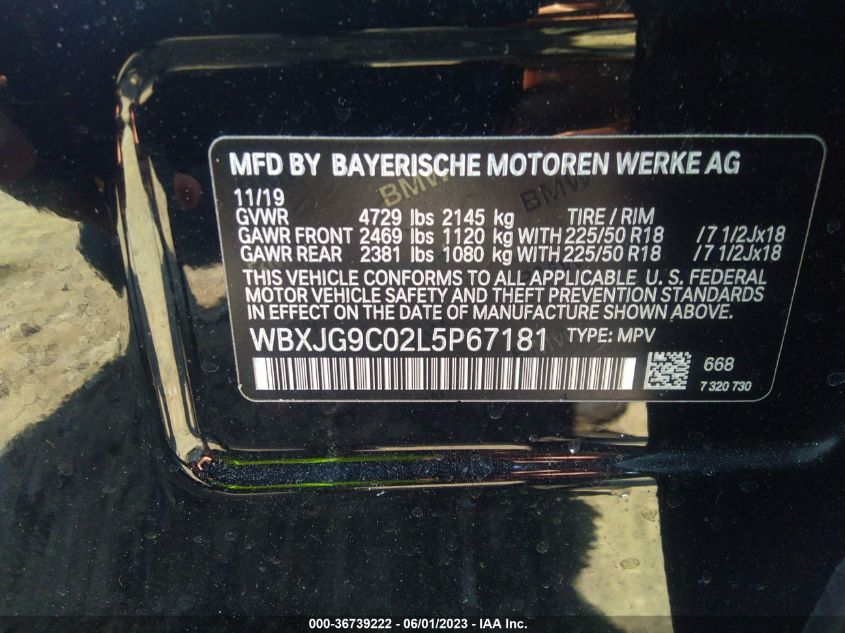 MFD BY BAYERISCHE MOTOREN WERKE AG
11/19
GVWR 4729 lbs 2145 kg TIRE / RIM
GAWR FRONT 2469 lbs 1120 kg WITH 225/50 R18 /7 1/2Jx18
GAWR REAR 2381 lbs 1080 kg WITH 225/50 R18 /7 1/2Jx18
THIS VEHICLE CONFORMS TO ALL APPLICABLE U. S. FEDERAL
MOTOR VEHICLE SAFETY AND THEFT PREVENTION STANDARDS
IN EFFECT ON THE DATE OF MANUFACTURE SHOWN ABOVE.
WBXJG9C02L5P67181 TYPE: MPV
668
7 320 730
BMW
BMW
000-36739222 - 06/01/2023 - IAA Inc.